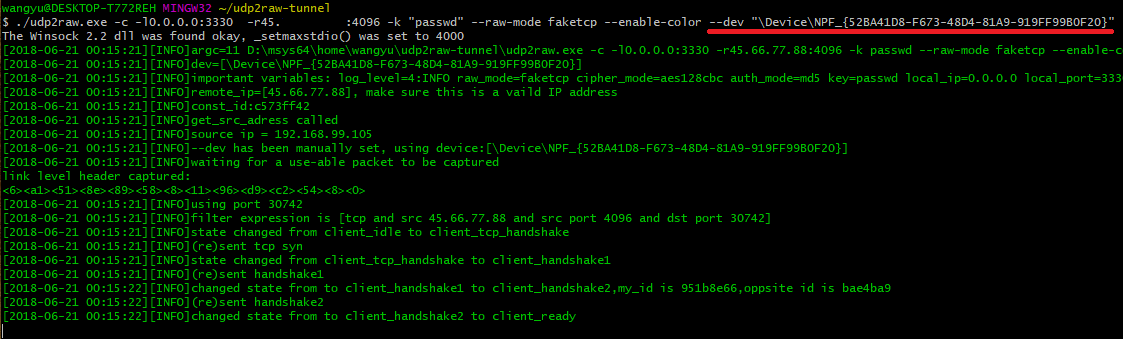 wangyu@DESKTOP-T772REH MINGW32 ~/udp2raw-tunnel
$ ./udp2raw.exe -c -l0.0.0.0:3330 -r45. :4096 -k "passwd" --raw-mode faketcp --enable-color --dev "\Device\NPF_{52BA41D8-F673-48D4-81A9-919FF99B0F20}"
The Winsock 2.2 dll was found okay, _setmaxstdio() was set to 4000
[2018-06-21 00:15:21][INFO]argc=11 D:\msys64\home\wangyu\udp2raw-tunnel\udp2raw.exe -c -l0.0.0.0:3330 -r45.66.77.88:4096 -k passwd --raw-mode faketcp --enable-co
[2018-06-21 00:15:21][INFO]dev=[\Device\NPF_{52BA41D8-F673-48D4-81A9-919FF99B0F20}]
[2018-06-21 00:15:21][INFO]important variables: log_level=4:INFO raw_mode=faketcp cipher_mode=aes128cbc auth_mode=md5 key=passwd local_ip=0.0.0.0 local_port=333
[2018-06-21 00:15:21][INFO]remote_ip=[45.66.77.88], make sure this is a vaild IP address
[2018-06-21 00:15:21][INFO]const_id:c573ff42
[2018-06-21 00:15:21][INFO]get_src_adress called
[2018-06-21 00:15:21][INFO]source ip = 192.168.99.105
[2018-06-21 00:15:21][INFO]--dev has been manually set, using device:[\Device\NPF_{52BA41D8-F673-48D4-81A9-919FF99B0F20}]
[2018-06-21 00:15:21][INFO]waiting for a use-able packet to be captured
link level header captured:
<6><a1><51><8e><89><58><8><11><96><d9><c2><54><8><0>
[2018-06-21 00:15:21][INFO]using port 30742
[2018-06-21 00:15:21][INFO]filter expression is [tcp and src 45.66.77.88 and src port 4096 and dst port 30742]
[2018-06-21 00:15:21][INFO]state changed from client_idle to client_tcp_handshake
[2018-06-21 00:15:21][INFO](re)sent tcp syn
[2018-06-21 00:15:21][INFO]state changed from client_tcp_handshake to client_handshake1
[2018-06-21 00:15:21][INFO](re)sent handshake1
[2018-06-21 00:15:22][INFO]changed state from to client_handshake1 to client_handshake2,my_id is 951b8e66,oppsite id is bae4ba9
[2018-06-21 00:15:22][INFO](re)sent handshake2
[2018-06-21 00:15:22][INFO]changed state from to client_handshake2 to client_ready